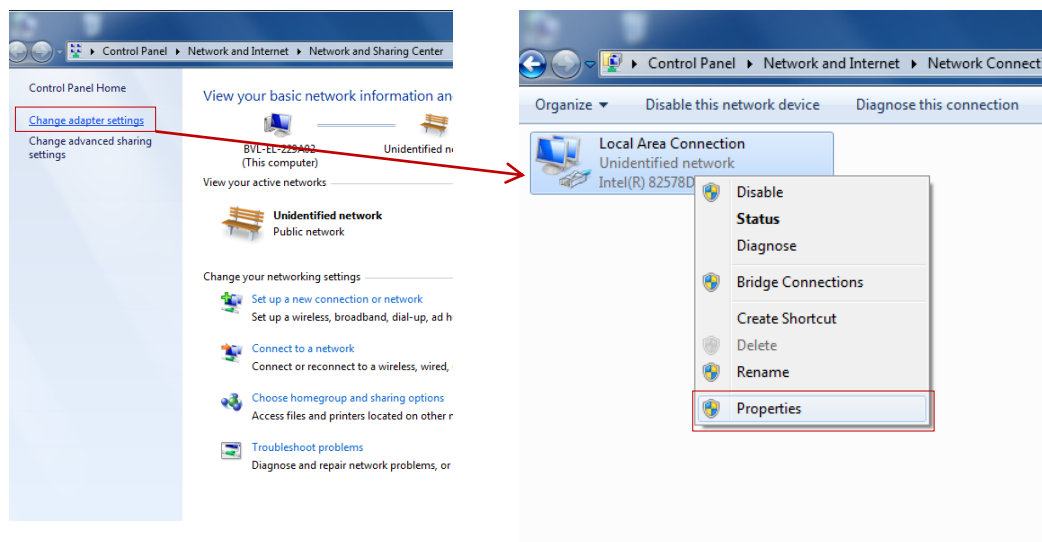 Control Panel ▸ Network and Internet ▸ Network and Sharing Center
Control Panel Home
Change adapter settings
Change advanced sharing
settings
View your basic network information an
BVL-EL-229A02
(This computer)
Unidentified n
View your active networks
Unidentified network
Public network
Change your networking settings
Set up a new connection or network
Set up a wireless, broadband, dial-up, ad h
Connect to a network
Connect or reconnect to a wireless, wired,
Choose homegroup and sharing options
Access files and printers located on other r
Troubleshoot problems
Diagnose and repair network problems, or
Control Panel ▸ Network and Internet ▸ Network Connect
Organize ▾ Disable this network device Diagnose this connection
Local Area Connection
Unidentified network
Intel(R) 82578D
Disable
Status
Diagnose
Bridge Connections
Create Shortcut
Delete
Rename
Properties